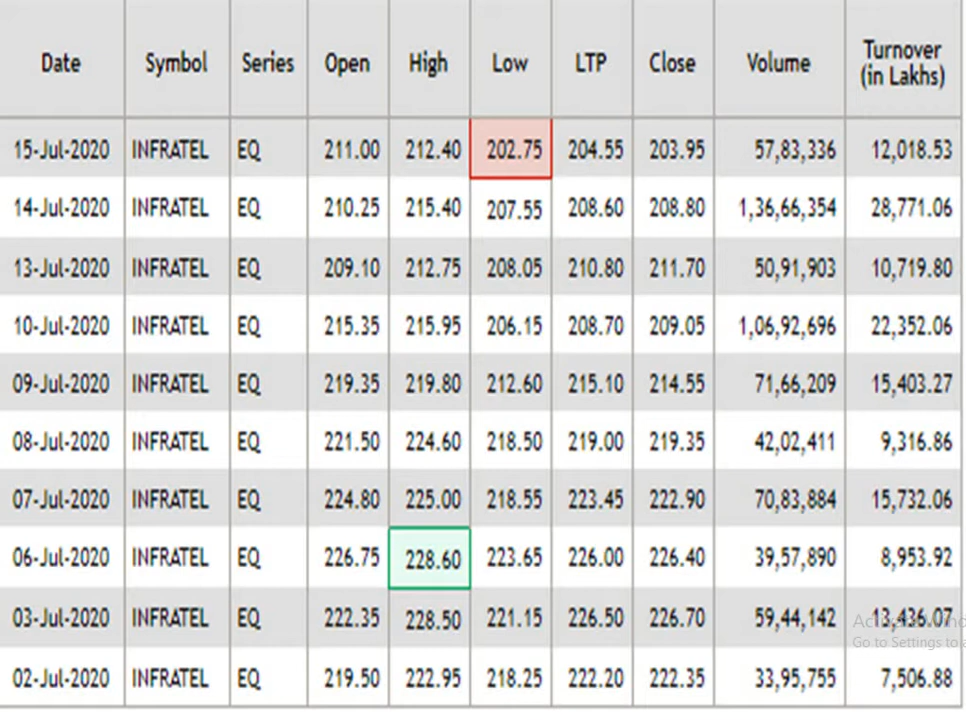 Date Symbol Series Open High Low LTP Close Volume Turnover
(in Lakhs)
15-Jul-2020 INFRATEL EQ 211.00 212.40 202.75 204.55 203.95 57,83,336 12,018.53
14-Jul-2020 INFRATEL EQ 210.25 215.40 207.55 208.60 208.80 1,36,66,354 28,771.06
13-Jul-2020 INFRATEL EQ 209.10 212.75 208.05 210.80 211.70 50,91,903 10,719.80
10-Jul-2020 INFRATEL EQ 215.35 215.95 206.15 208.70 209.05 1,06,92,696 22,352.06
09-Jul-2020 INFRATEL EQ 219.35 219.80 212.60 215.10 214.55 71,66,209 15,403.27
08-Jul-2020 INFRATEL EQ 221.50 224.60 218.50 219.00 219.35 42,02,411 9,316.86
07-Jul-2020 INFRATEL EQ 224.80 225.00 218.55 223.45 222.90 70,83,884 15,732.06
06-Jul-2020 INFRATEL EQ 226.75 228.60 223.65 226.00 226.40 39,57,890 8,953.92
03-Jul-2020 INFRATEL EQ 222.35 228.50 221.15 226.50 226.70 59,44,142 13,436.07
Go to Settings to
02-Jul-2020 INFRATEL EQ 219.50 222.95 218.25 222.20 222.35 33,95,755 7,506.88